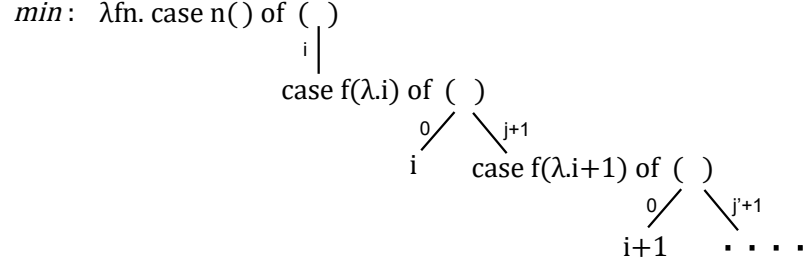 min : λfn. case n( ) of ( )
i
case f(λ.i) of ( )
0 j+1
i case f(λ.i+1) of ( )
0 j'+1
i+1 . . . .